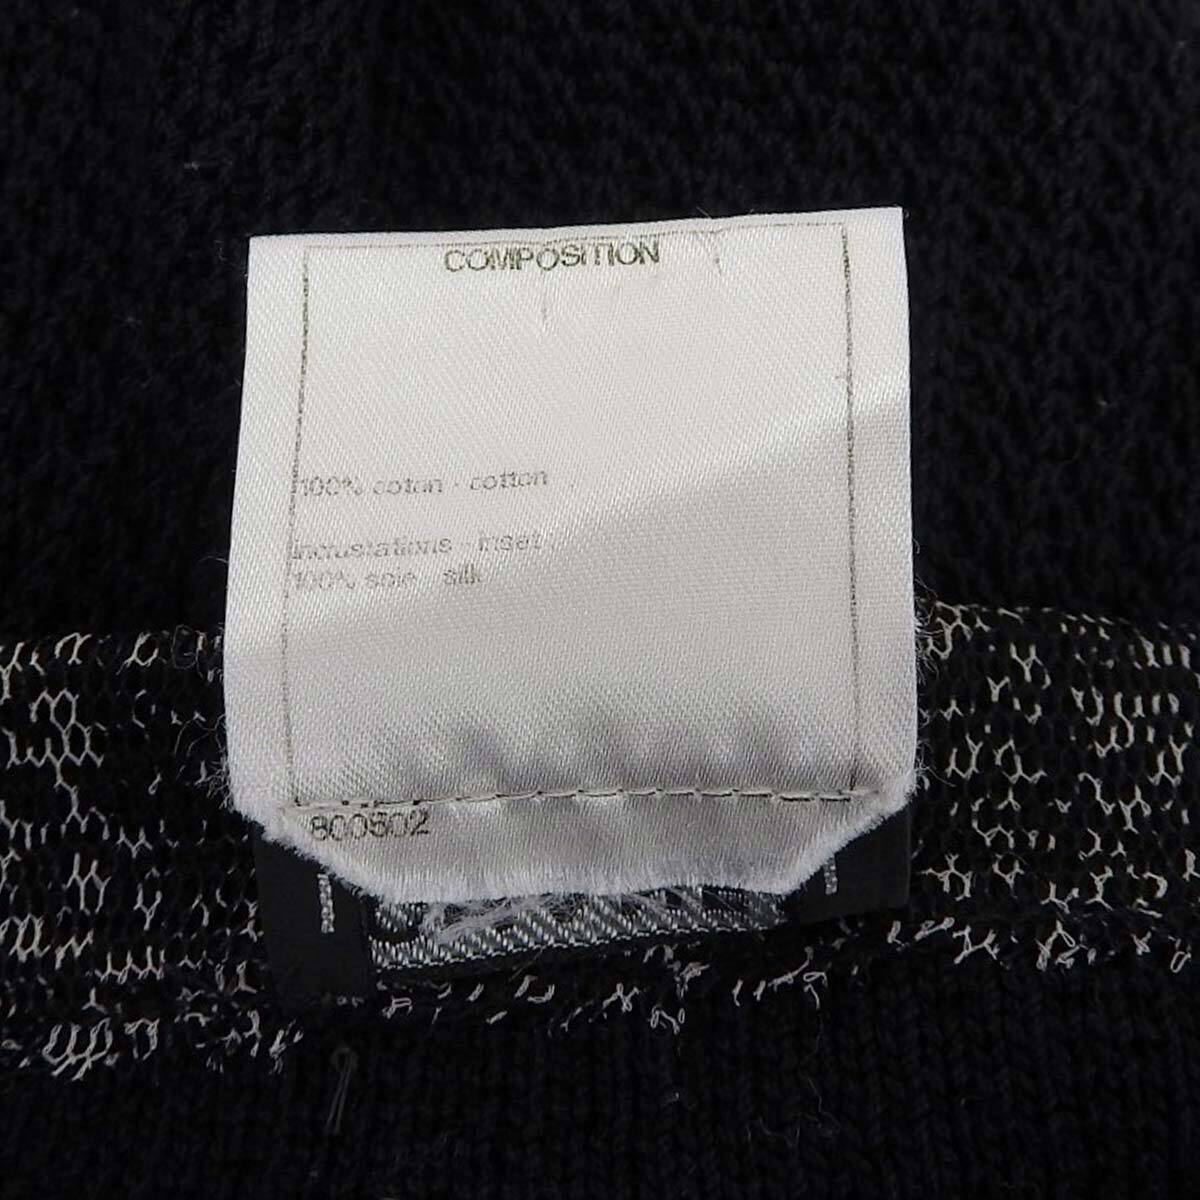 COMPOSITION
100% coton - cotton
incrustations - inset
100% soie - silk
800502